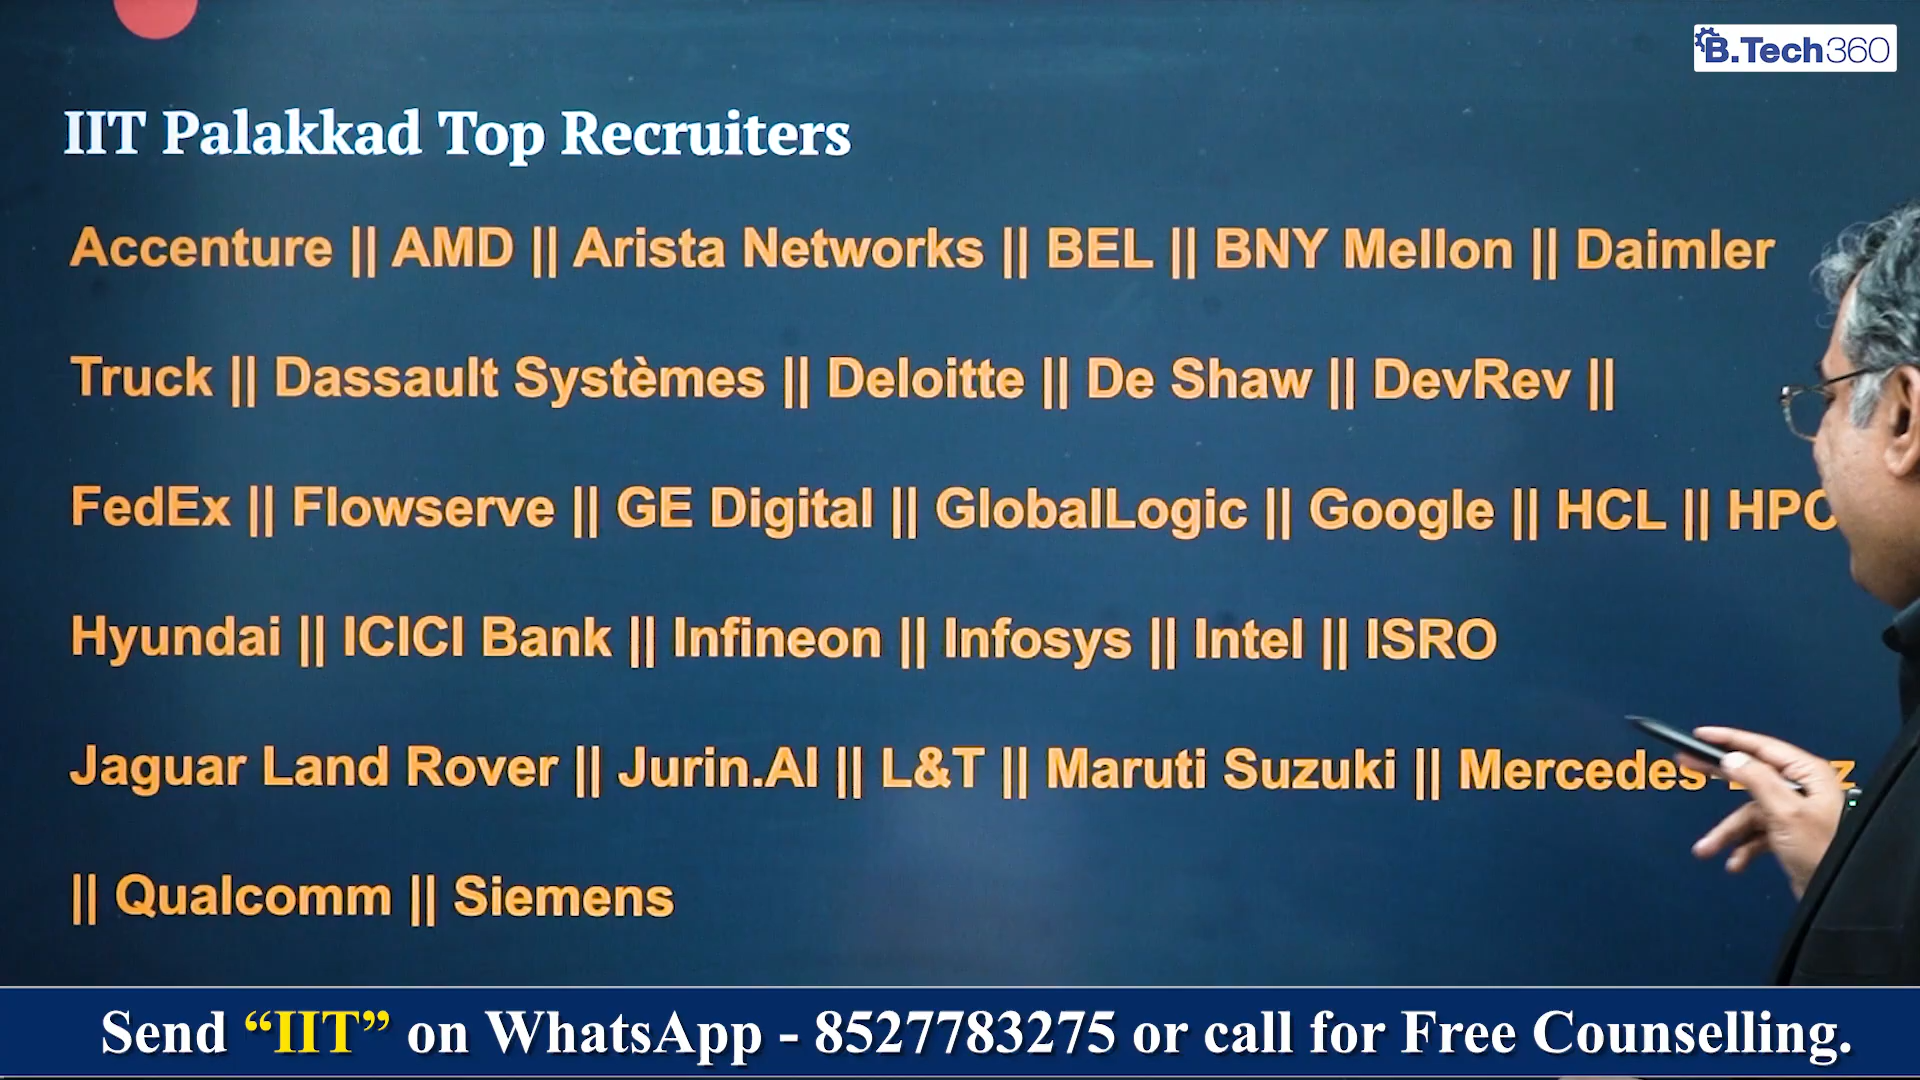 B.Tech360
IIT Palakkad Top Recruiters
Accenture || AMD || Arista Networks || BEL || BNY Mellon || Daimler
Truck || Dassault Systèmes || Deloitte || De Shaw || DevRev ||
FedEx || Flowserve || GE Digital || GlobalLogic || Google || HCL ||
Hyundai || ICICI Bank || Infineon || Infosys || Intel || ISRO
Jaguar Land Rover || Jurin.AI || L&T || Maruti Suzuki ||
|| Qualcomm || Siemens
Send “IIT” on WhatsApp - 8527783275 or call for Free Counselling.